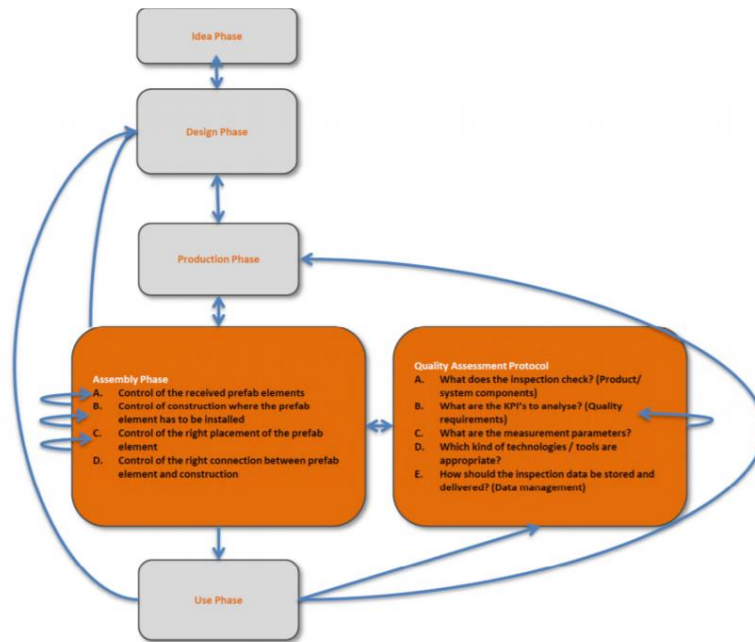 Idea Phase
Design Phase
Production Phase
Assembly Phase
A. Control of the received prefab elements
B. Control of construction where the prefab
element has to be installed
C. Control of the right placement of the prefab
element
D. Control of the right connection between prefab
element and construction
Quality Assessment Protocol
A. What does the inspection check? (Product/
system components)
B. What are the KPI's to analyse? (Quality
requirements)
C. What are the measurement parameters?
D. Which kind of technologies / tools are
appropriate?
E. How should the inspection data be stored and
delivered? (Data management)
Use Phase